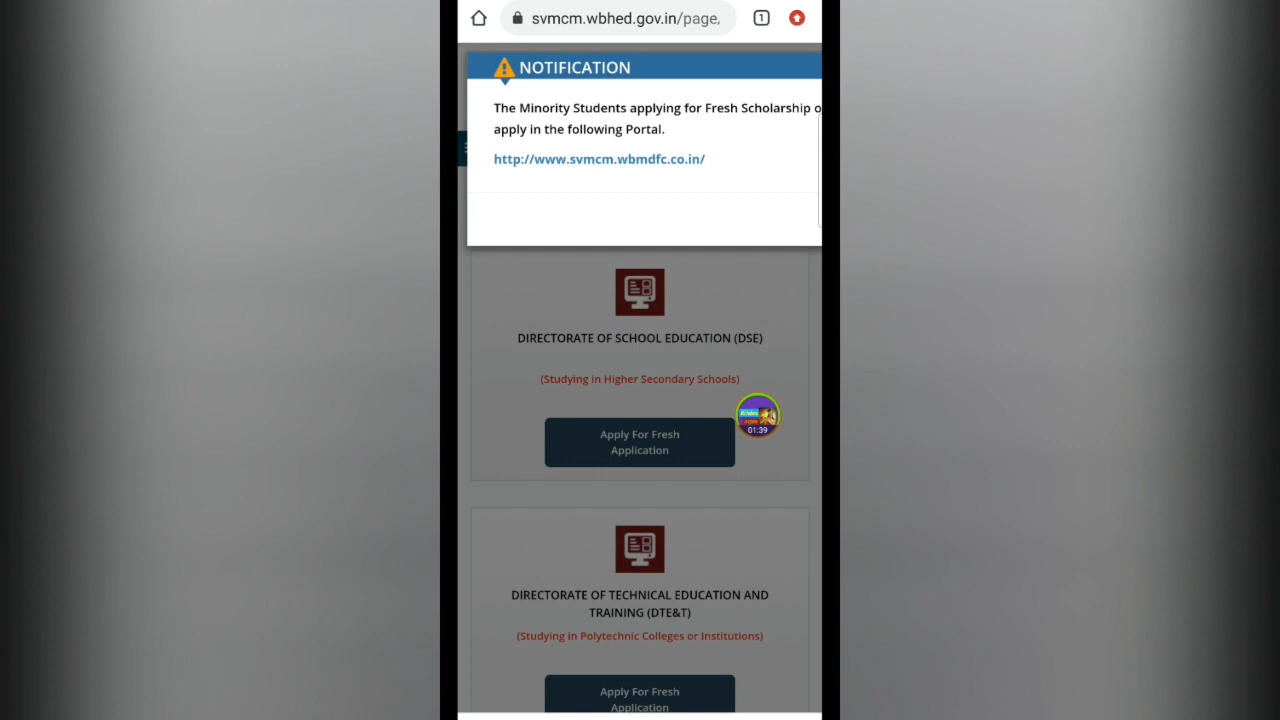 svmcm.wbhed.gov.in/page,
1
NOTIFICATION
The Minority Students applying for Fresh Scholarship
apply in the following Portal.
http://www.svmcm.wbmdfc.co.in/
DIRECTORATE OF SCHOOL EDUCATION (DSE)
(Studying in Higher Secondary Schools)
01:39
Apply For Fresh
Application
DIRECTORATE OF TECHNICAL EDUCATION AND
TRAINING (DTE&T)
(Studying in Polytechnic Colleges or Institutions)
Apply For Fresh
Application